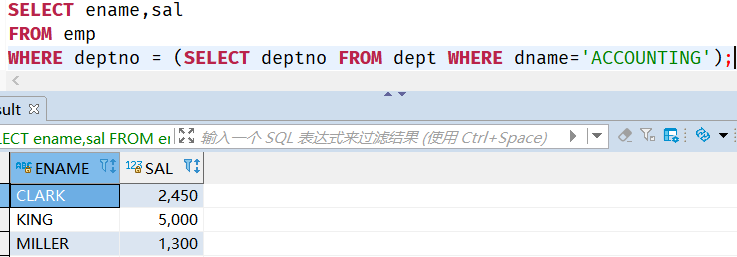 SELECT ename,sal
FROM emp
WHERE deptno = (SELECT deptno FROM dept WHERE dname='ACCOUNTING');
sult
LECT ename,sal FROM er 输入一个 SQL 表达式来过滤结果 (使用 Ctrl+Space)
ABC ENAME 123 SAL
CLARK 2,450
KING 5,000
MILLER 1,300